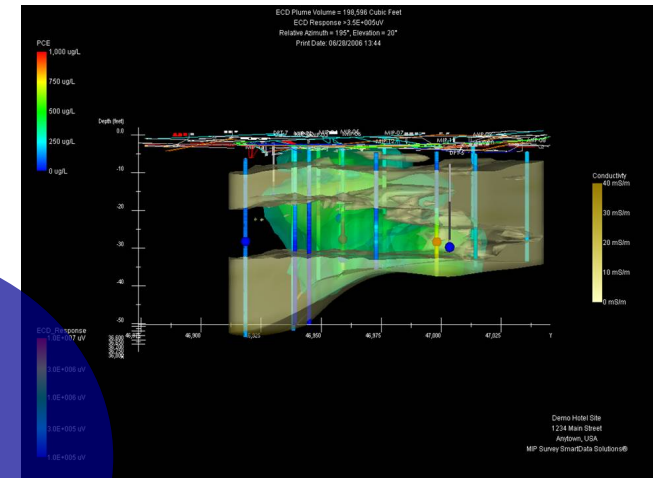 ECD Plume Volume = 198,596 Cubic Feet
ECD Response >3.5E+005uV
Relative Azimuth = 195°, Elevation = 20°
Print Date: 06/28/2006 13:44
PCE
1,000 ug/L
750 ug/L
500 ug/L
250 ug/L
0 ug/L
Depth (feet)
0.0
-10
-20
-30
-40
-50
MIP-07
46,900
46,925
46,950
46,975
47,000
47,025
Y
X
Conductivity
40 mS/m
30 mS/m
20 mS/m
10 mS/m
0 mS/m
ECD_Response
1.0E+007 uV
3.0E+006 uV
1.0E+006 uV
3.0E+005 uV
1.0E+005 uV
Demo Hotel Site
1234 Main Street
Anytown, USA
MIP Survey SmartData Solutions®